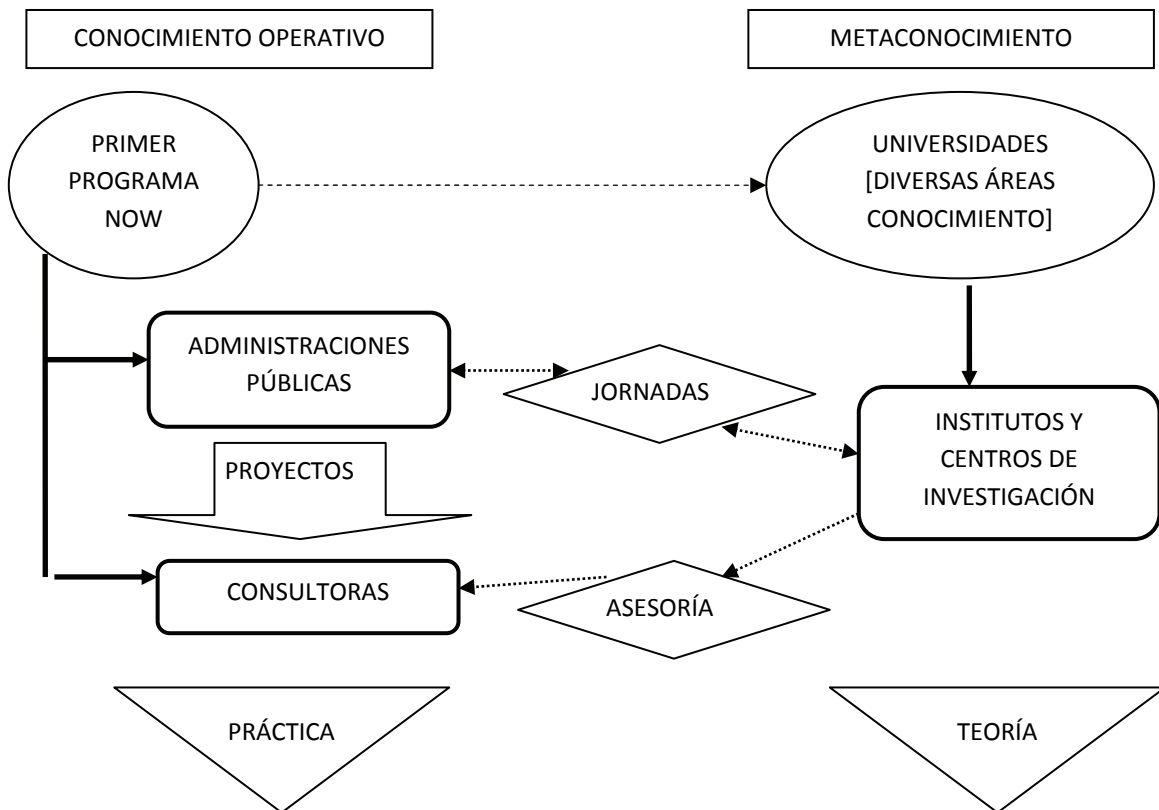 CONOCIMIENTO OPERATIVO
METACONOCIMIENTO
PRIMER
PROGRAMA
NOW
UNIVERSIDADES
[DIVERSAS ÁREAS
CONOCIMIENTO]
ADMINISTRACIONES
PÚBLICAS
JORNADAS
INSTITUTOS Y
CENTROS DE
INVESTIGACIÓN
PROYECTOS
CONSULTORAS
ASESORÍA
PRÁCTICA
TEORÍA